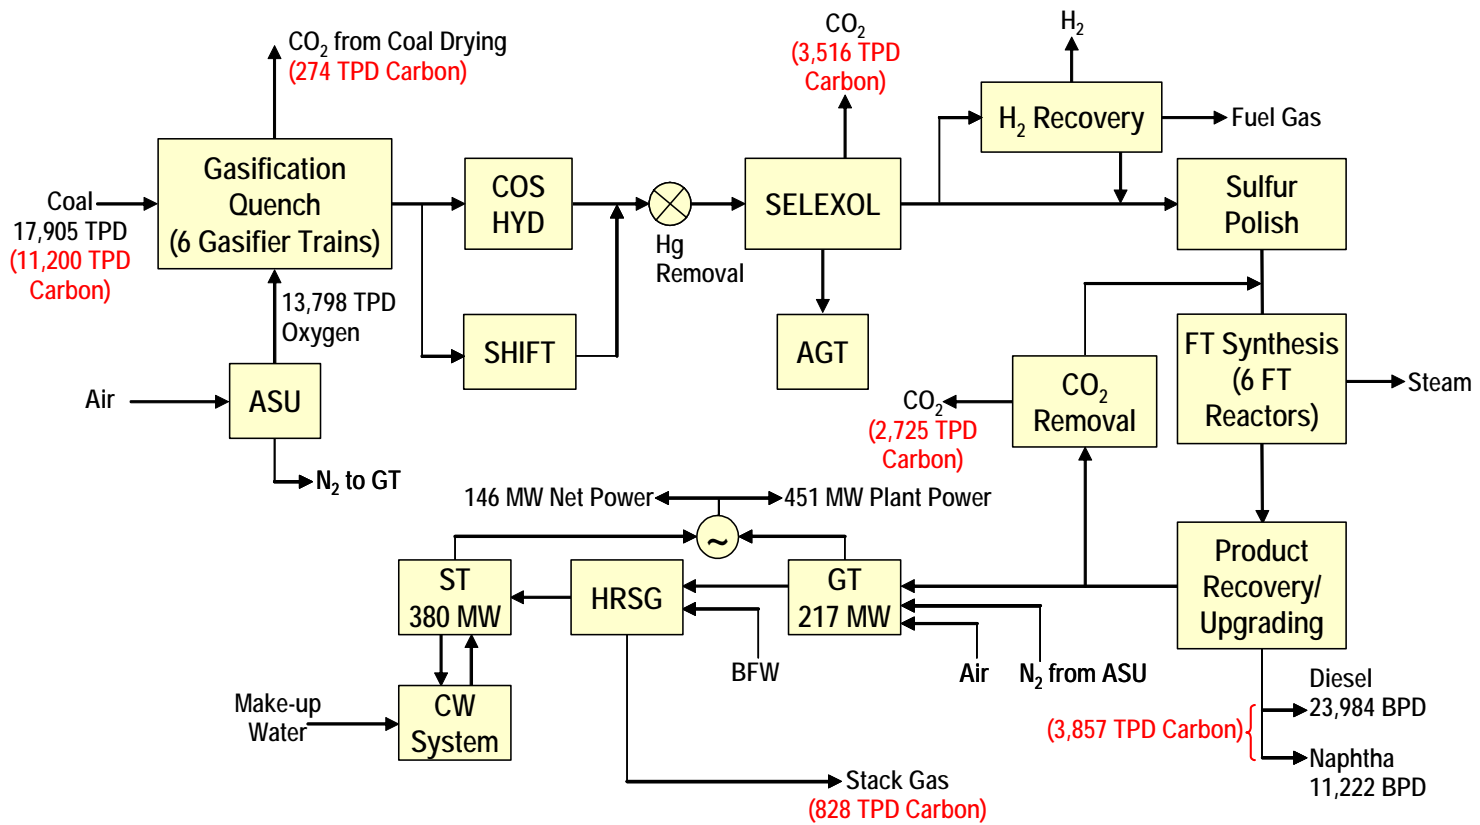 CO₂ from Coal Drying
(274 TPD Carbon)
CO₂
(3,516 TPD
Carbon)
H₂
H₂ Recovery
Fuel Gas
Coal
17,905 TPD
(11,200 TPD
Carbon)
Gasification
Quench
(6 Gasifier Trains)
COS
HYD
Hg
Removal
SELEXOL
Sulfur
Polish
13,798 TPD
Oxygen
SHIFT
AGT
Air
ASU
N₂ to GT
CO₂
(2,725 TPD
Carbon)
CO₂
Removal
FT Synthesis
(6 FT
Reactors)
Steam
146 MW Net Power
451 MW Plant Power
~
ST
380 MW
HRSG
GT
217 MW
Product
Recovery/
Upgrading
BFW
Air
N₂ from ASU
Make-up
Water
CW
System
Diesel
23,984 BPD
(3,857 TPD Carbon)
Naphtha
11,222 BPD
Stack Gas
(828 TPD Carbon)